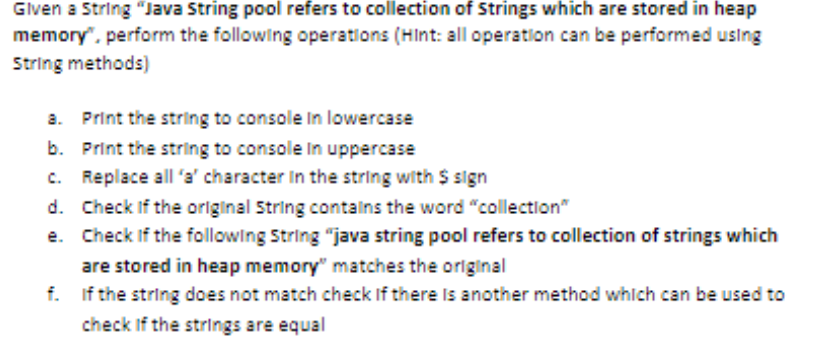 Given a String “Java String pool refers to collection of Strings which are stored in heap
memory”, perform the following operations (Hint: all operation can be performed using
String methods)
a. Print the string to console in lowercase
b. Print the string to console in uppercase
c. Replace all ‘a’ character in the string with $ sign
d. Check if the original String contains the word “collection”
e. Check if the following String “java string pool refers to collection of strings which
are stored in heap memory” matches the original
f. If the string does not match check if there is another method which can be used to
check if the strings are equal